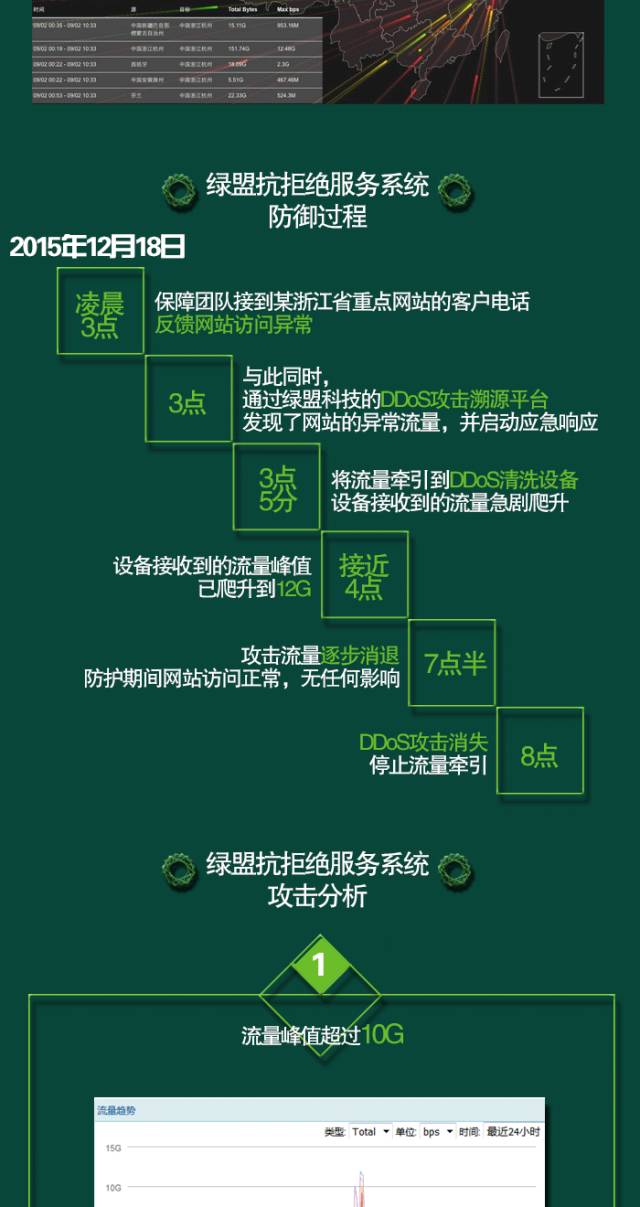 时间 源 目标 Total Bytes Max bps
09/02 00:35 - 09/02 10:33 中国新疆巴音郭楞蒙古自治州 中国浙江杭州 15.11G 953.16M
09/02 00:18 - 09/02 10:33 中国浙江杭州 中国浙江杭州 151.74G 12.48G
09/02 00:22 - 09/02 10:33 西班牙 中国浙江杭州 2.3G
09/02 00:22 - 09/02 10:33 中国安徽滁州 中国浙江杭州 5.51G 467.46M
09/02 00:53 - 09/02 10:33 芬兰 中国浙江杭州 22.33G 524.3M
绿盟抗拒绝服务系统
防御过程
2015年12月18日
凌晨
3点
保障团队接到某浙江省重点网站的客户电话
反馈网站访问异常
3点
与此同时，
通过绿盟科技的DDoS攻击溯源平台
发现了网站的异常流量，并启动应急响应
3点
5分
将流量牵引到DDoS清洗设备
设备接收到的流量急剧爬升
设备接收到的流量峰值
已爬升到12G
接近
4点
攻击流量逐步消退
防护期间网站访问正常，无任何影响
7点半
DDoS攻击消失
停止流量牵引
8点
绿盟抗拒绝服务系统
攻击分析
1
流量峰值超过10G
流量趋势
类型: Total 单位: bps 时间: 最近24小时
15G
10G